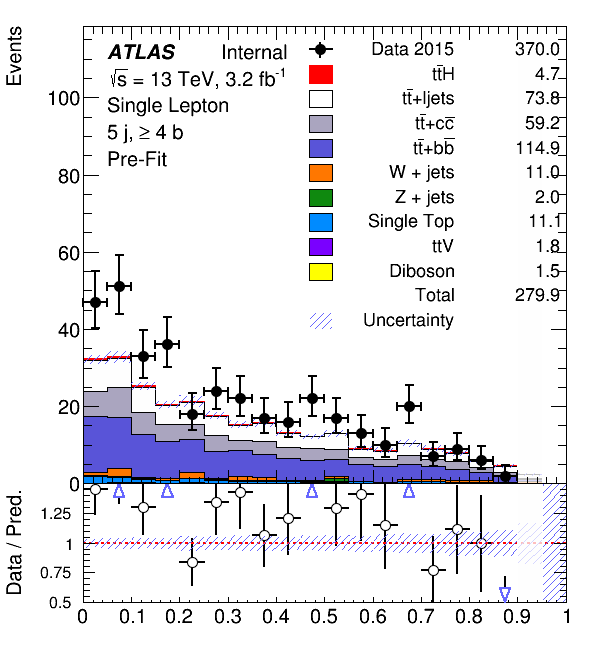 Events
ATLAS Internal
√s = 13 TeV, 3.2 fb⁻¹
Single Lepton
5 j, ≥ 4 b
Pre-Fit
Data 2015 370.0
tt̄H 4.7
tt̄+ljets 73.8
tt̄+cc̄ 59.2
tt̄+bb̄ 114.9
W + jets 11.0
Z + jets 2.0
Single Top 11.1
ttV 1.8
Diboson 1.5
Total 279.9
Uncertainty
100
80
60
40
20
0
Data / Pred.
1.25
1
0.75
0.5
0 0.1 0.2 0.3 0.4 0.5 0.6 0.7 0.8 0.9 1